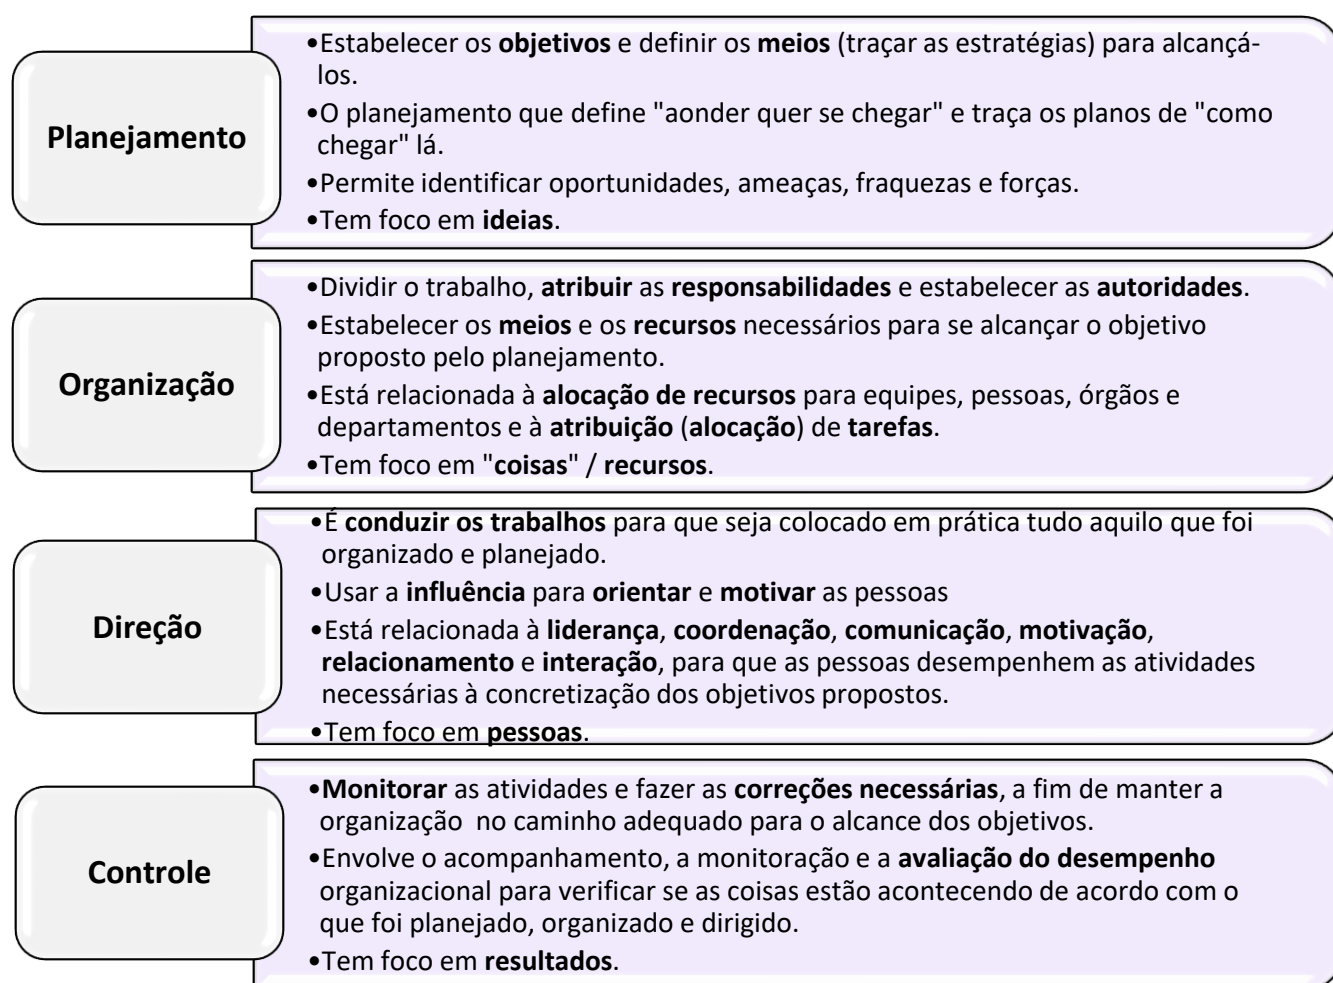 Planejamento
•Estabelecer os objetivos e definir os meios (traçar as estratégias) para alcançá-
los.
•O planejamento que define "aonder quer se chegar" e traça os planos de "como
chegar" lá.
•Permite identificar oportunidades, ameaças, fraquezas e forças.
•Tem foco em ideias.
Organização
•Dividir o trabalho, atribuir as responsabilidades e estabelecer as autoridades.
•Estabelecer os meios e os recursos necessários para se alcançar o objetivo
proposto pelo planejamento.
•Está relacionada à alocação de recursos para equipes, pessoas, órgãos e
departamentos e à atribuição (alocação) de tarefas.
•Tem foco em "coisas" / recursos.
Direção
•É conduzir os trabalhos para que seja colocado em prática tudo aquilo que foi
organizado e planejado.
•Usar a influência para orientar e motivar as pessoas
•Está relacionada à liderança, coordenação, comunicação, motivação,
relacionamento e interação, para que as pessoas desempenhem as atividades
necessárias à concretização dos objetivos propostos.
•Tem foco em pessoas.
Controle
•Monitorar as atividades e fazer as correções necessárias, a fim de manter a
organização  no caminho adequado para o alcance dos objetivos.
•Envolve o acompanhamento, a monitoração e a avaliação do desempenho
organizacional para verificar se as coisas estão acontecendo de acordo com o
que foi planejado, organizado e dirigido.
•Tem foco em resultados.